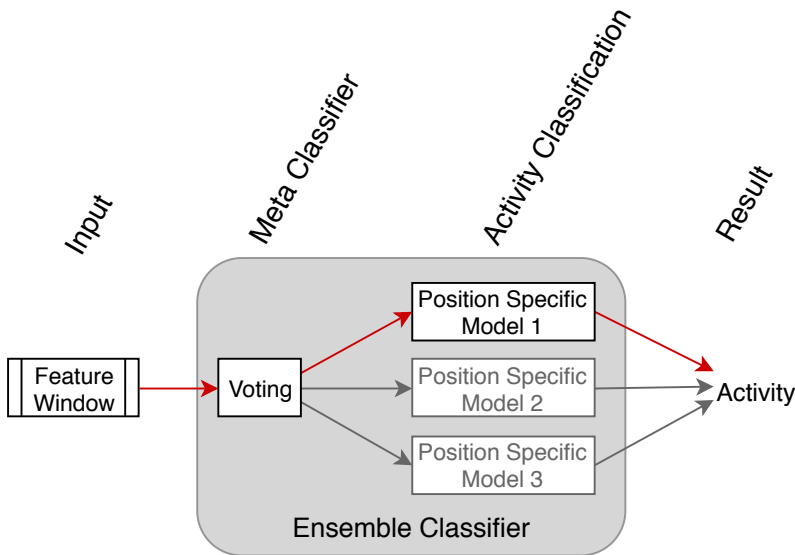 Input
Meta Classifier
Activity Classification
Result
Feature
Window
Voting
Position Specific
Model 1
Position Specific
Model 2
Position Specific
Model 3
Activity
Ensemble Classifier